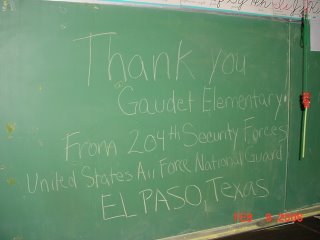 Thank you
Gaudet Elementary
From 204th Security Forces
United States Air Force National Guard
EL PASO, Texas